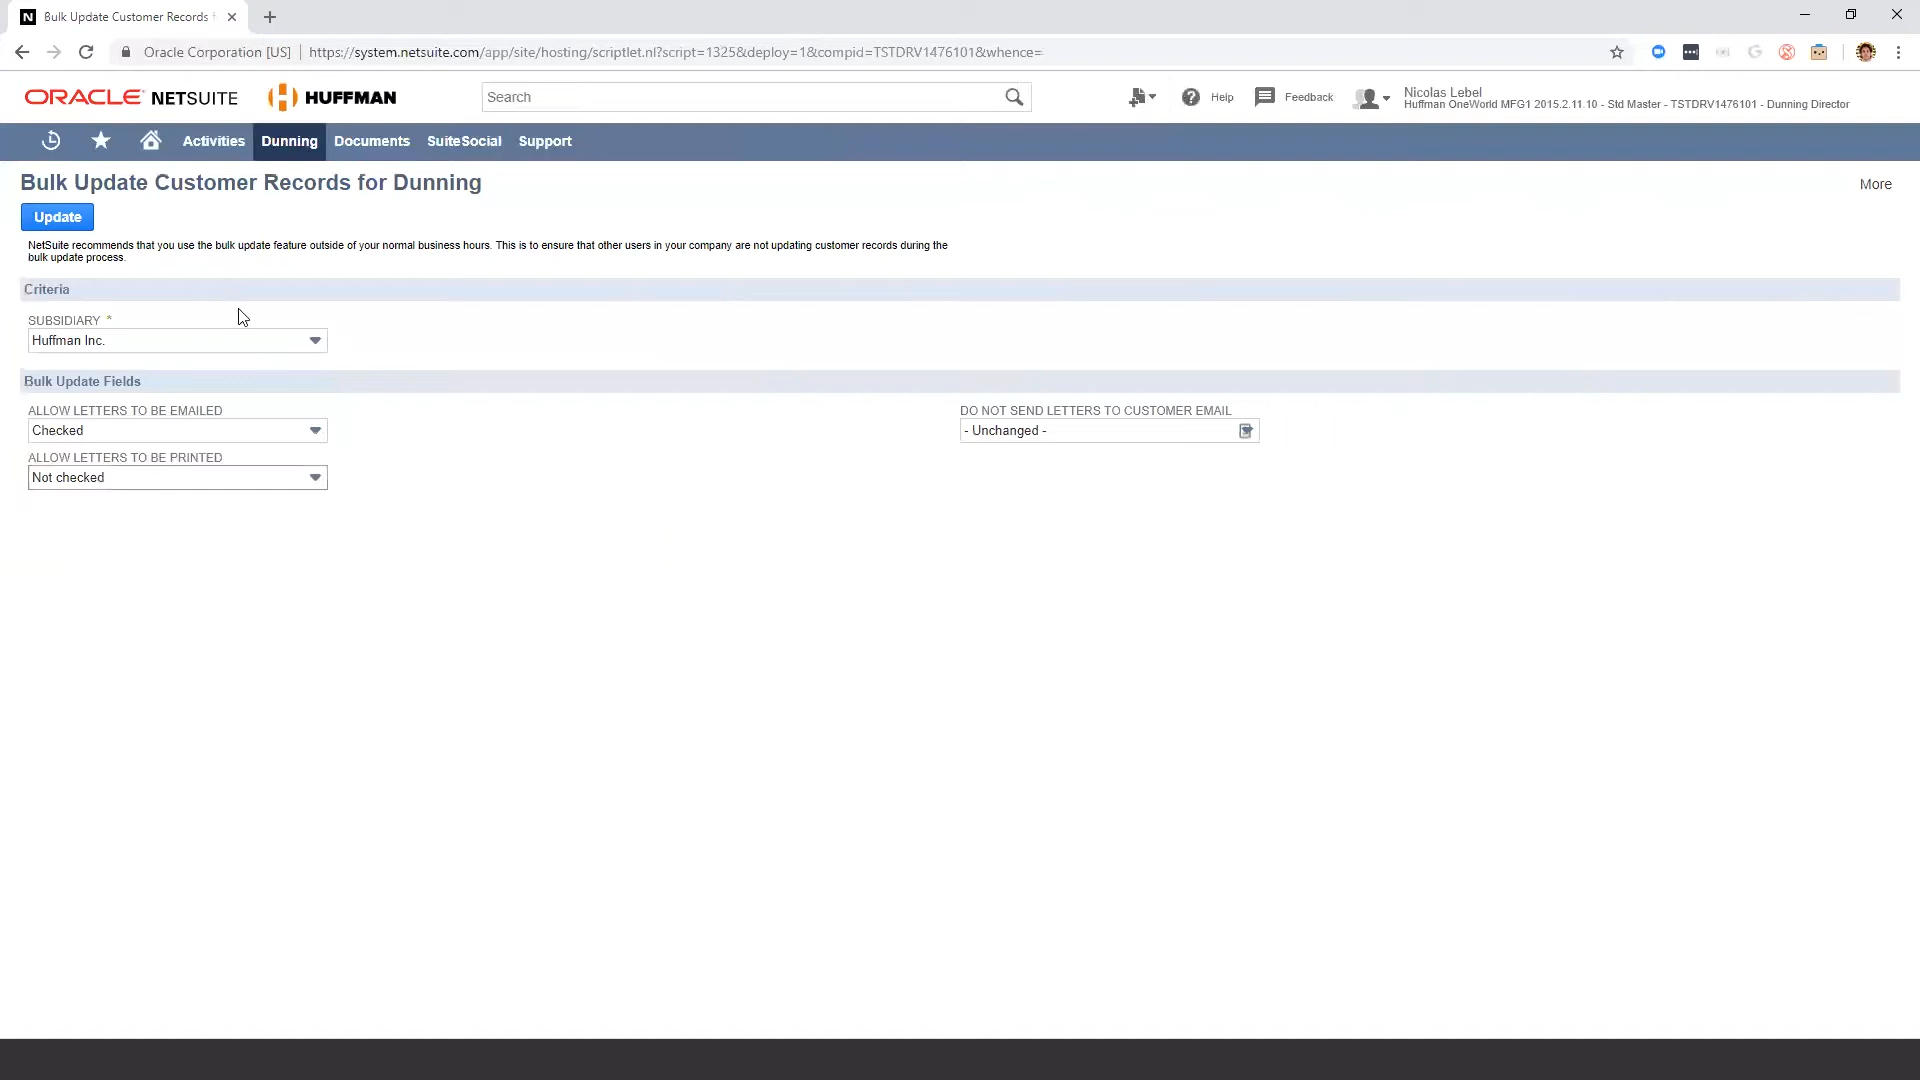 Bulk Update Customer Records f
Oracle Corporation [US] | https://system.netsuite.com/app/site/hosting/scriptlet.nl?script=1325&deploy=1&compid=TSTDRV1476101&whence=
ORACLE NETSUITE
HUFFMAN
Search
Help
Feedback
Nicolas Lebel
Huffman OneWorld MFG1 2015.2.11.10 - Std Master - TSTDRV1476101 - Dunning Director
Activities Dunning Documents SuiteSocial Support
Bulk Update Customer Records for Dunning
More
Update
NetSuite recommends that you use the bulk update feature outside of your normal business hours. This is to ensure that other users in your company are not updating customer records during the
bulk update process.
Criteria
SUBSIDIARY *
Huffman Inc.
Bulk Update Fields
ALLOW LETTERS TO BE EMAILED
Checked
ALLOW LETTERS TO BE PRINTED
Not checked
DO NOT SEND LETTERS TO CUSTOMER EMAIL
- Unchanged -